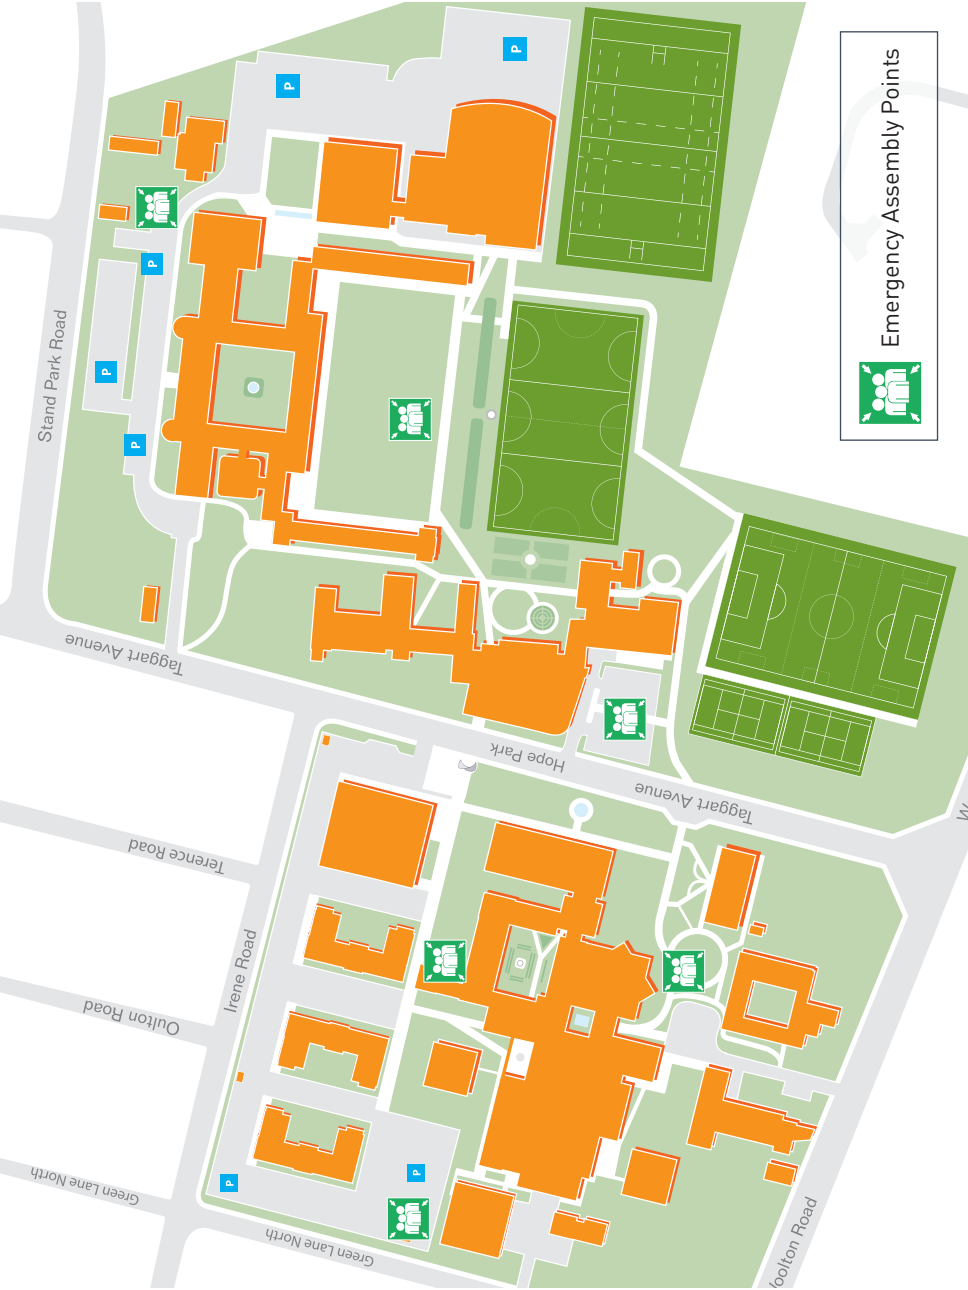 P
P
Emergency Assembly Points
P
Stand Park Road
P
P
Taggart Avenue
Hope Park
Taggart Avenue
W
Terence Road
Irene Road
Oulton Road
Green Lane North
P
P
Green Lane North
oolton Road